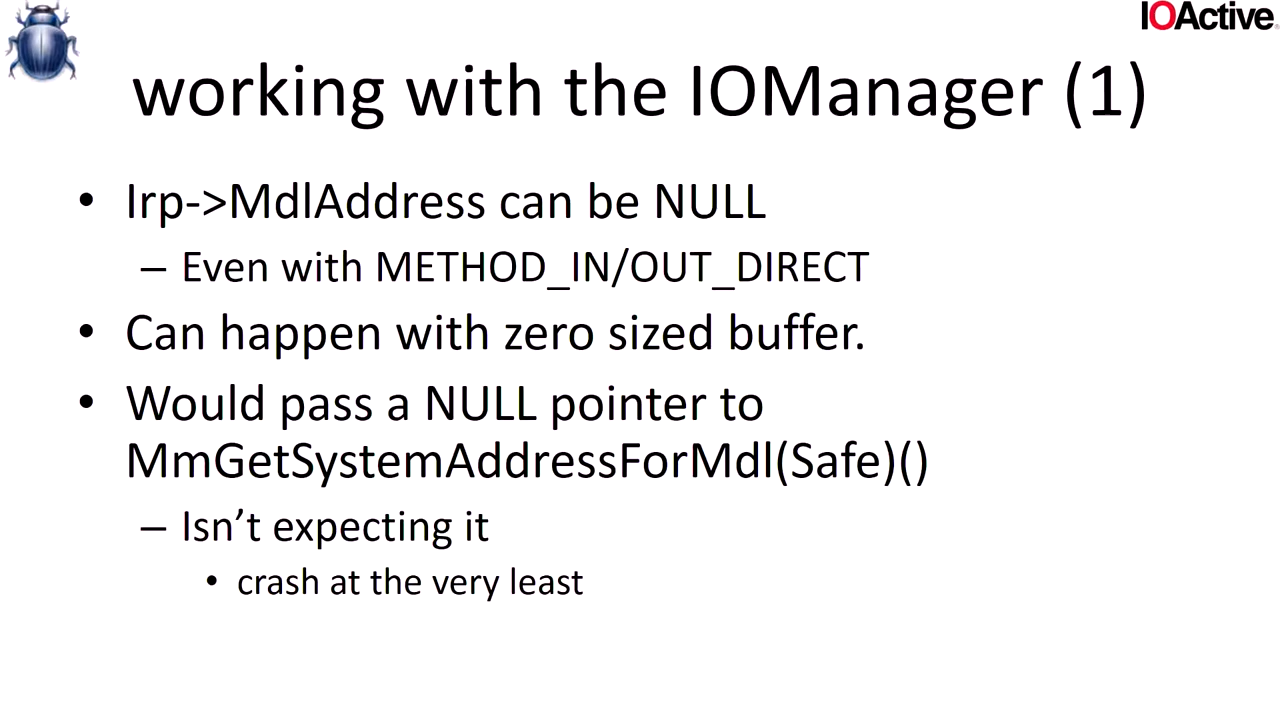 IOActive
working with the IOManager (1)
• Irp->MdlAddress can be NULL
– Even with METHOD_IN/OUT_DIRECT
• Can happen with zero sized buffer.
• Would pass a NULL pointer to
MmGetSystemAddressForMdl(Safe)()
– Isn’t expecting it
• crash at the very least